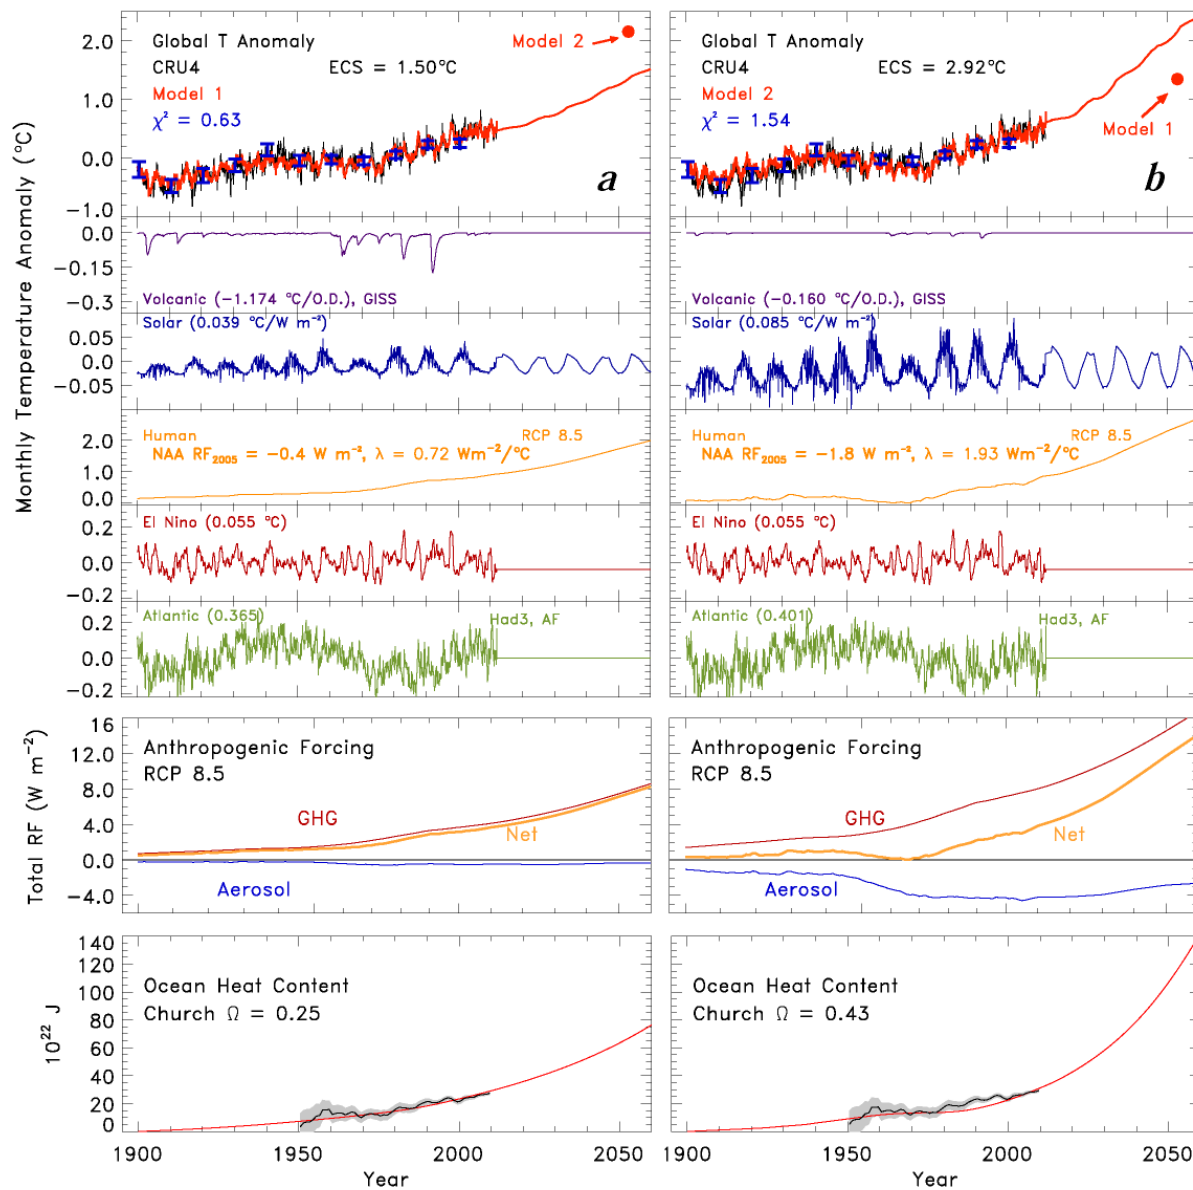 Monthly Temperature Anomaly (°C)
2.0
1.0
0.0
−1.0
Global T Anomaly
CRU4
ECS = 1.50°C
Model 1
χ² = 0.63
Model 2
a
Global T Anomaly
CRU4
ECS = 2.92°C
Model 2
χ² = 1.54
Model 1
b
0.0
−0.15
−0.3
Volcanic (−1.174 °C/O.D.), GISS
Volcanic (−0.160 °C/O.D.), GISS
0.05
0.0
−0.05
Solar (0.039 °C/W m⁻²)
Solar (0.085 °C/W m⁻²)
2.0
1.0
0.0
Human
RCP 8.5
NAA RF₂₀₀₅ = −0.4 W m⁻², λ = 0.72 Wm⁻²/°C
Human
RCP 8.5
NAA RF₂₀₀₅ = −1.8 W m⁻², λ = 1.93 Wm⁻²/°C
0.2
0.0
−0.2
El Nino (0.055 °C)
El Nino (0.055 °C)
0.2
0.0
−0.2
Atlantic (0.365)
Had3, AF
Atlantic (0.401)
Had3, AF
Total RF (W m⁻²)
16
12.0
8.0
4.0
0.0
−4.0
Anthropogenic Forcing
RCP 8.5
GHG
Net
Aerosol
Anthropogenic Forcing
RCP 8.5
GHG
Net
Aerosol
10²² J
140
120
100
80
60
40
20
0
Ocean Heat Content
Church Ω = 0.25
Ocean Heat Content
Church Ω = 0.43
1900
1950
2000
2050
1900
1950
2000
2050
Year
Year